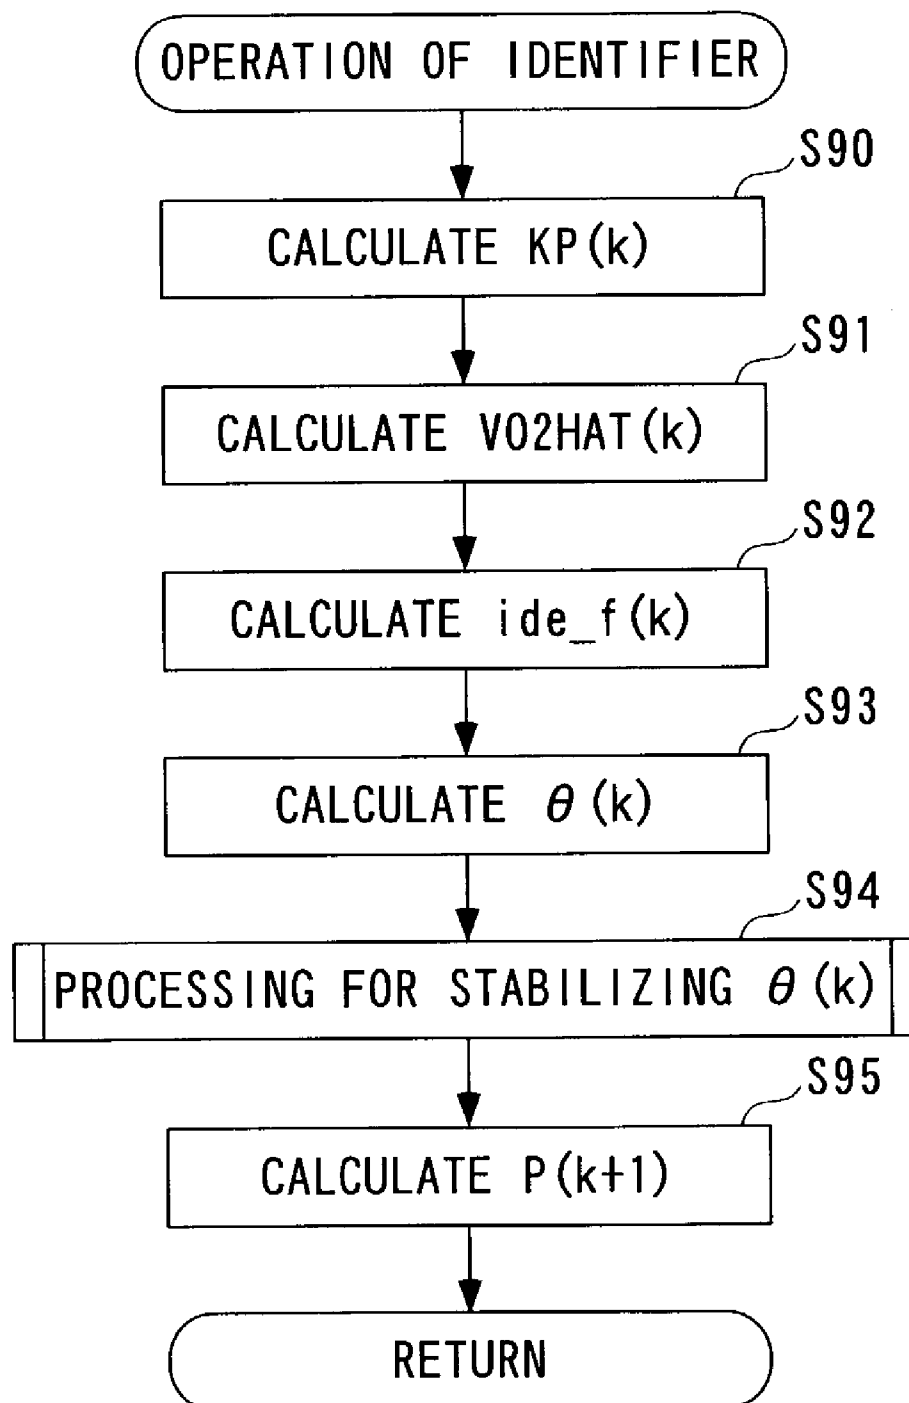 OPERATION OF IDENTIFIER
S90
CALCULATE KP(k)
S91
CALCULATE VO2HAT(k)
S92
CALCULATE ide_f(k)
S93
CALCULATE θ(k)
S94
PROCESSING FOR STABILIZING θ(k)
S95
CALCULATE P(k+1)
RETURN